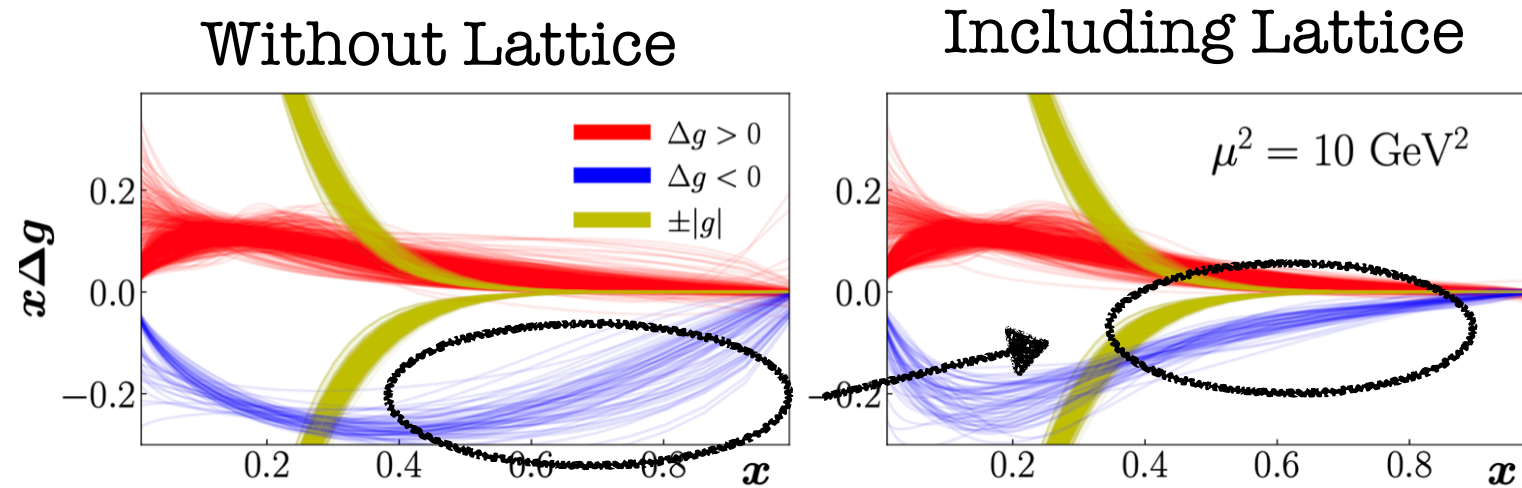 Without Lattice
Including Lattice
Δg > 0
Δg < 0
±|g|
μ² = 10 GeV²
xΔg
0.2
0.0
−0.2
0.2
0.4
0.6
0.8
x
0.2
0.0
−0.2
0.2
0.4
0.6
0.8
x